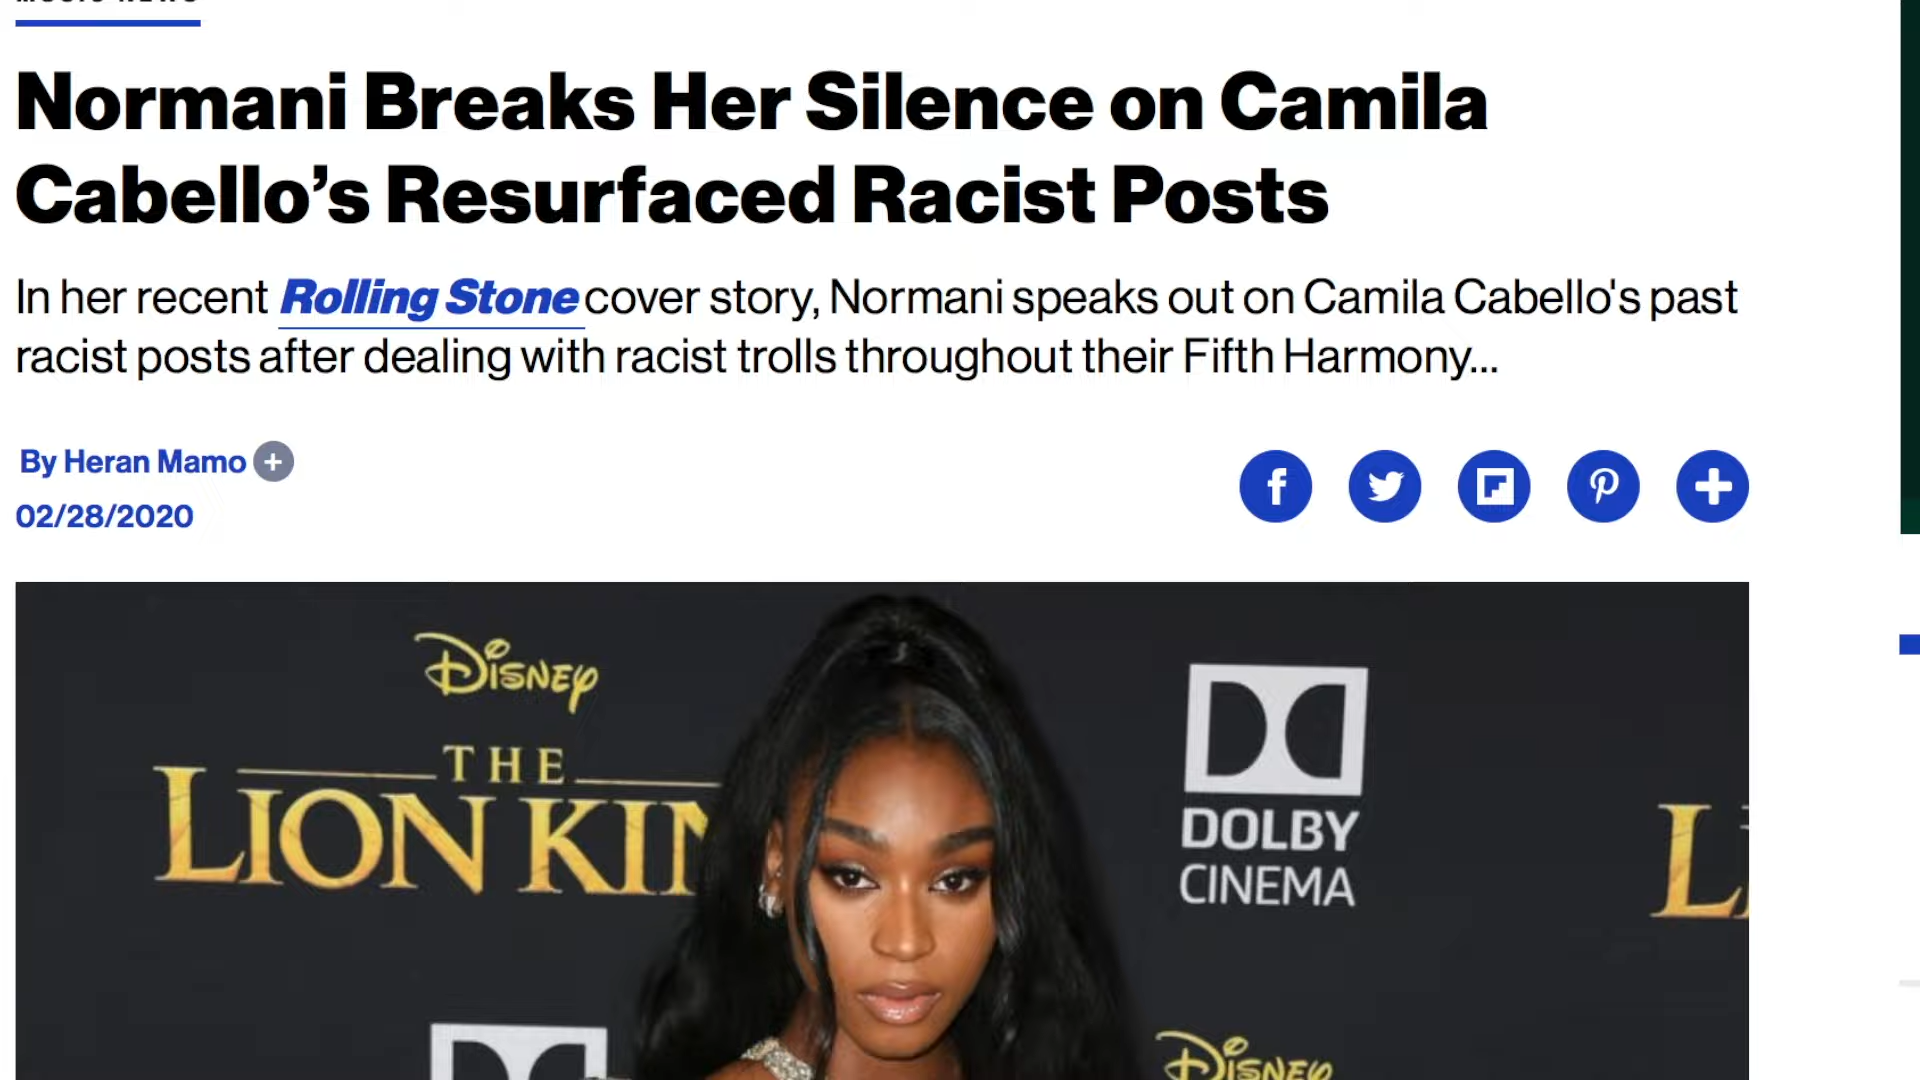 Normani Breaks Her Silence on Camila
Cabello’s Resurfaced Racist Posts
In her recent Rolling Stone cover story, Normani speaks out on Camila Cabello's past
racist posts after dealing with racist trolls throughout their Fifth Harmony...
By Heran Mamo +
02/28/2020
Disney
THE
LION KIN
DOLBY
CINEMA
L
Disney